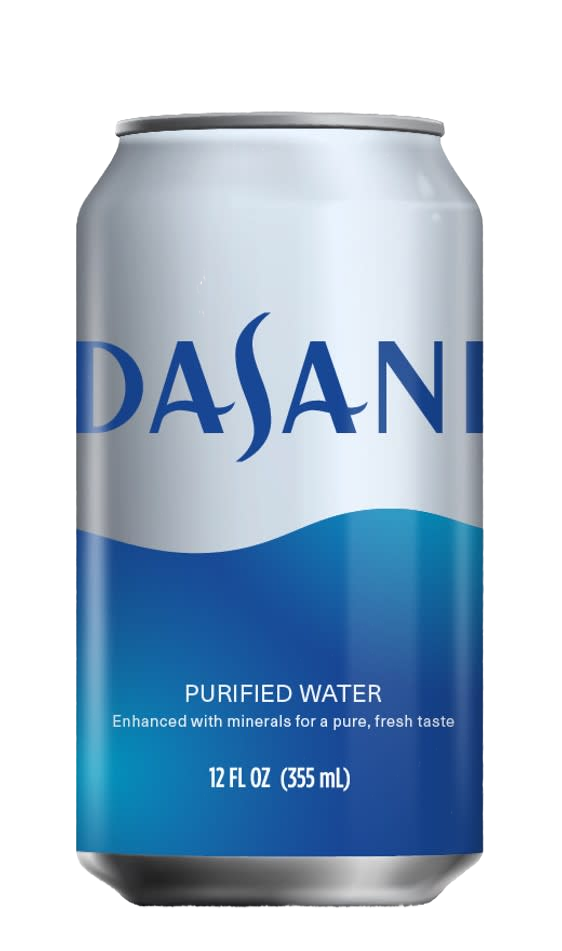 DASANI
PURIFIED WATER
Enhanced with minerals for a pure, fresh taste
12 FL OZ (355 mL)